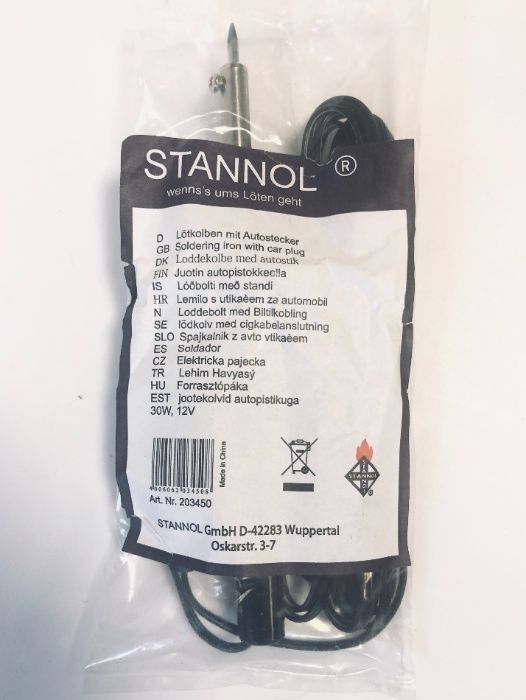 STANNOL ®
wenns's ums Löten geht
D Lötkolben mit Autostecker
GB Soldering iron with car plug
DK Loddekolbe med autostik
FIN Juotin autopistokkeella
IS Lóðbolti með standi
HR Lemilo s utikaèem za automobil
N Loddebolt med Biltilkobling
SE lödkolv med cigkabelanslutning
SLO Spajkalnik z avto vtikaèem
ES Soldador
CZ Elektricka pajecka
TR Lehim Havyasý
HU Forrasztópáka
EST jootekolvid autopistikuga
30W, 12V
Made in China
Art. Nr. 203450
STANNOL
STANNOL GmbH D-42283 Wuppertal
Oskarstr. 3-7